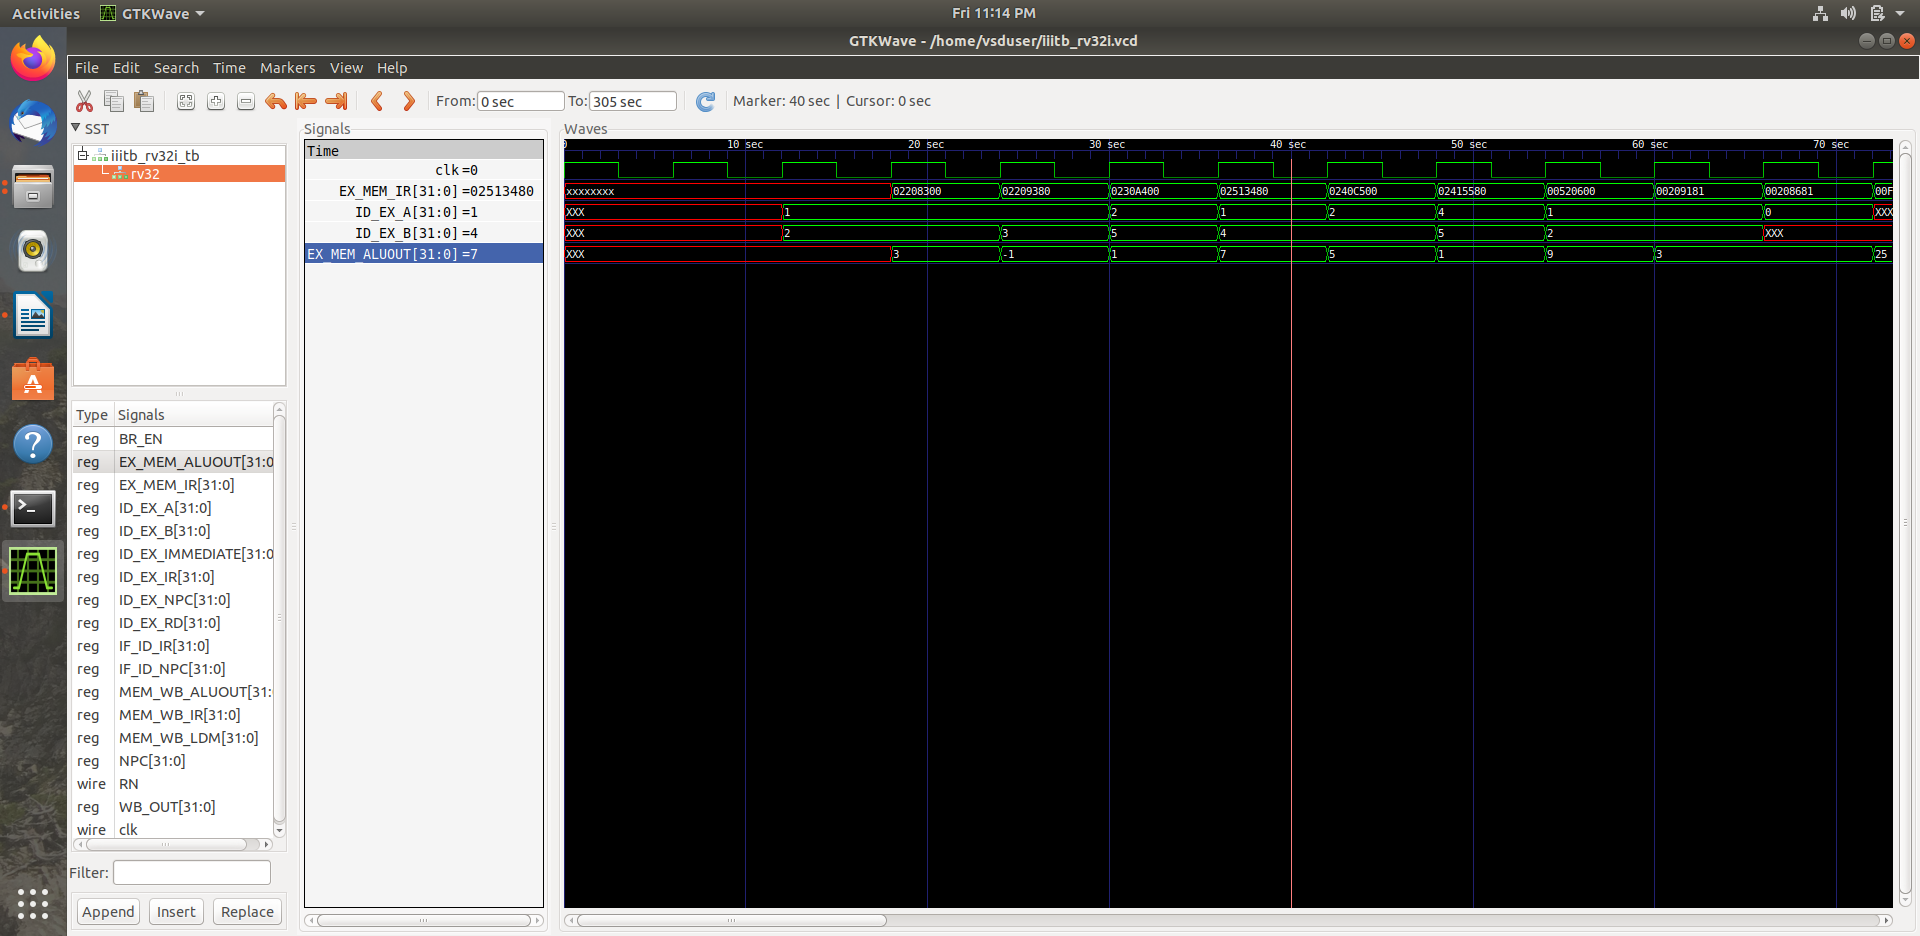 Activities GTKWave Fri 11:14 PM
GTKWave - /home/vsduser/iiitb_rv32i.vcd
File Edit Search Time Markers View Help
From: 0 sec To: 305 sec Marker: 40 sec | Cursor: 0 sec
SST
iiitb_rv32i_tb
rv32
Type Signals
reg BR_EN
reg EX_MEM_ALUOUT[31:0
reg EX_MEM_IR[31:0]
reg ID_EX_A[31:0]
reg ID_EX_B[31:0]
reg ID_EX_IMMEDIATE[31:0
reg ID_EX_IR[31:0]
reg ID_EX_NPC[31:0]
reg ID_EX_RD[31:0]
reg IF_ID_IR[31:0]
reg IF_ID_NPC[31:0]
reg MEM_WB_ALUOUT[31:
reg MEM_WB_IR[31:0]
reg MEM_WB_LDM[31:0]
reg NPC[31:0]
wire RN
reg WB_OUT[31:0]
wire clk
Filter:
Append Insert Replace
Signals
Time
clk=0
EX_MEM_IR[31:0]=02513480
ID_EX_A[31:0]=1
ID_EX_B[31:0]=4
EX_MEM_ALUOUT[31:0]=7
Waves
0 10 sec 20 sec 30 sec 40 sec 50 sec 60 sec 70 sec
xxxxxxxx 02208300 02209380 0230A400 02513480 0240C500 02415580 00520600 00209181 00208681 00F
XXX 1 2 1 2 4 1 0 XXX
XXX 2 3 5 4 5 2 XXX
XXX 3 -1 1 7 5 1 9 3 25